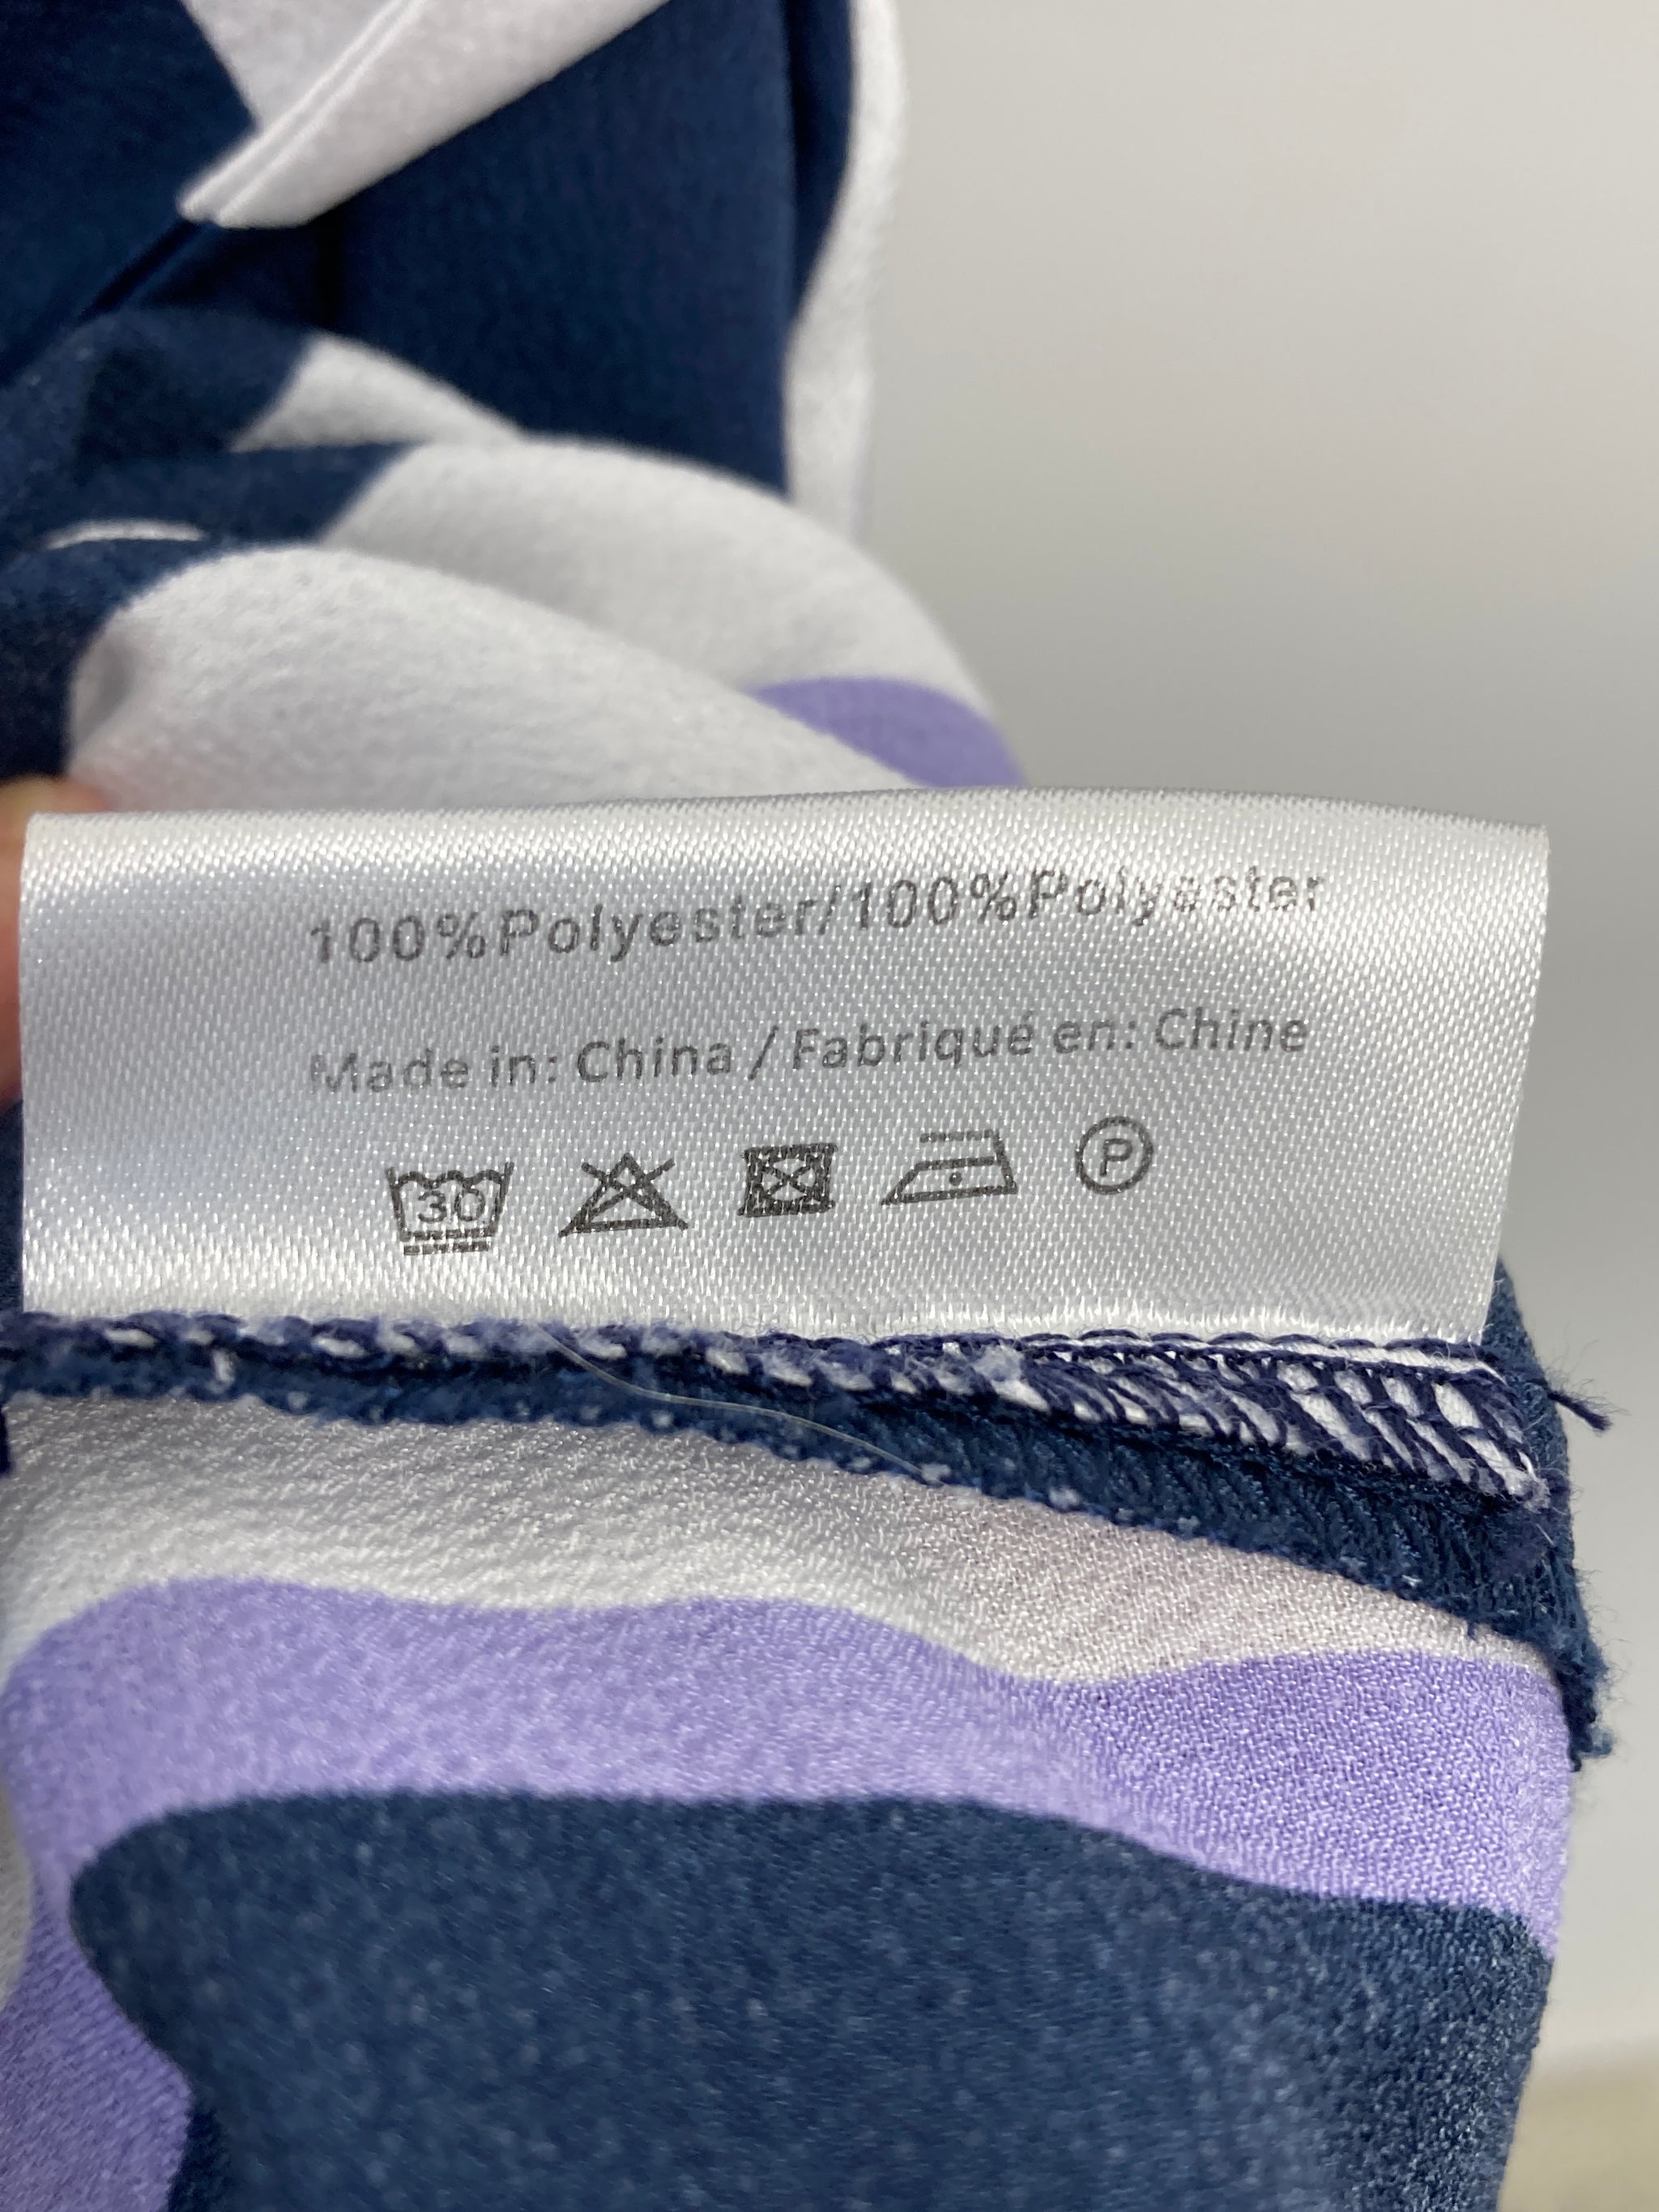 100%Polyester/100%Polyester
Made in: China / Fabriqué en: Chine
30 P